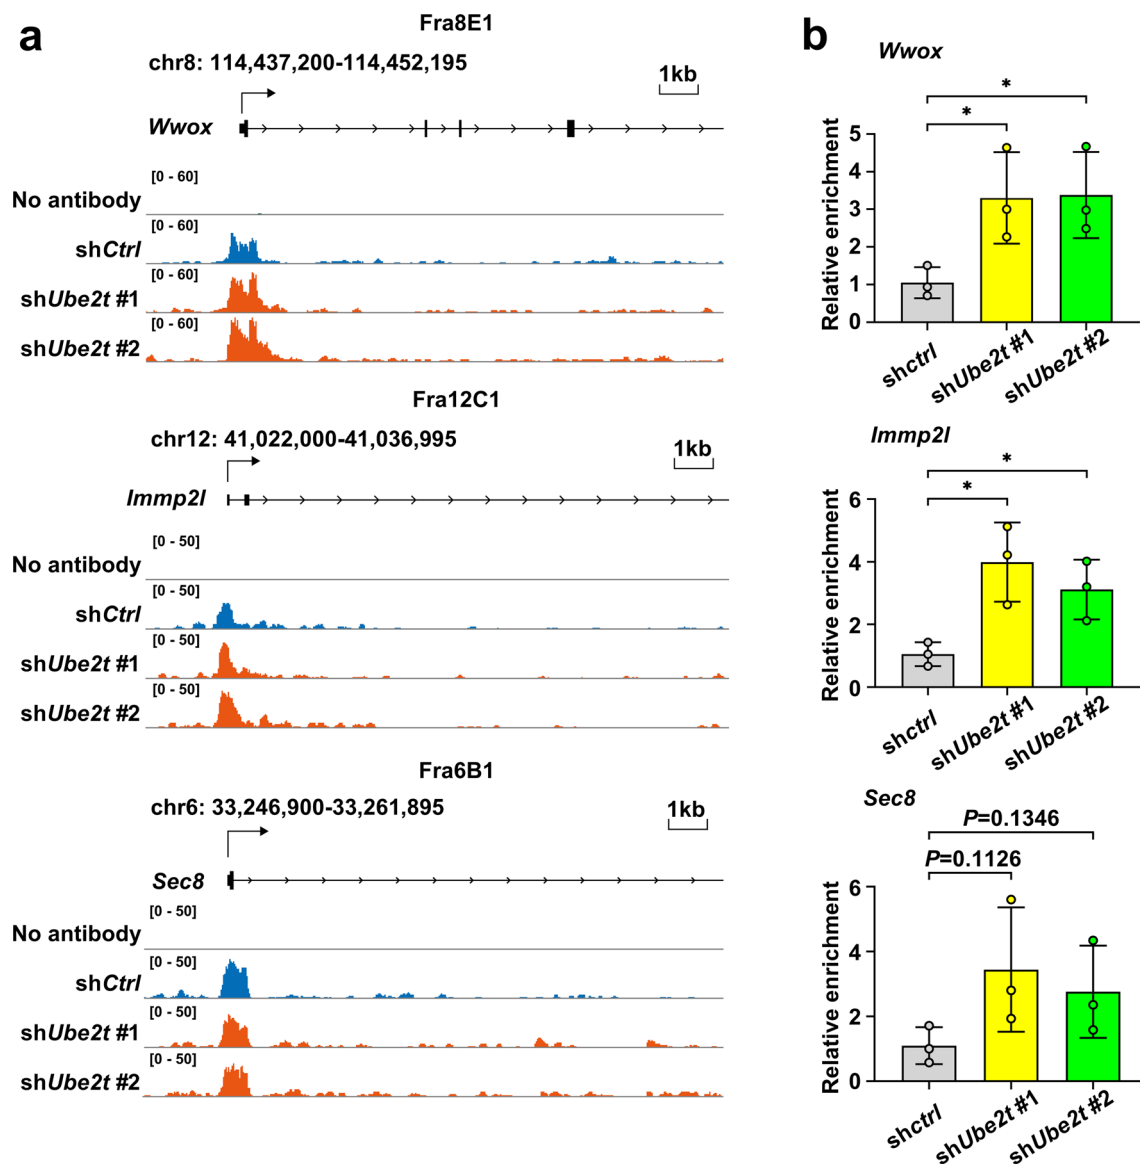 a
Fra8E1
chr8: 114,437,200-114,452,195
1kb
Wwox
[0 - 60]
No antibody
[0 - 60]
shCtrl
[0 - 60]
shUbe2t #1
[0 - 60]
shUbe2t #2
Fra12C1
chr12: 41,022,000-41,036,995
1kb
Immp2l
[0 - 50]
No antibody
[0 - 50]
shCtrl
[0 - 50]
shUbe2t #1
[0 - 50]
shUbe2t #2
Fra6B1
chr6: 33,246,900-33,261,895
1kb
Sec8
[0 - 50]
No antibody
[0 - 50]
shCtrl
[0 - 50]
shUbe2t #1
[0 - 50]
shUbe2t #2
b
Wwox
*
*
Relative enrichment
5
4
3
2
1
0
shctrl
shUbe2t #1
shUbe2t #2
Immp2l
*
*
Relative enrichment
6
4
2
0
shctrl
shUbe2t #1
shUbe2t #2
Sec8
P=0.1346
P=0.1126
Relative enrichment
6
4
2
0
shctrl
shUbe2t #1
shUbe2t #2